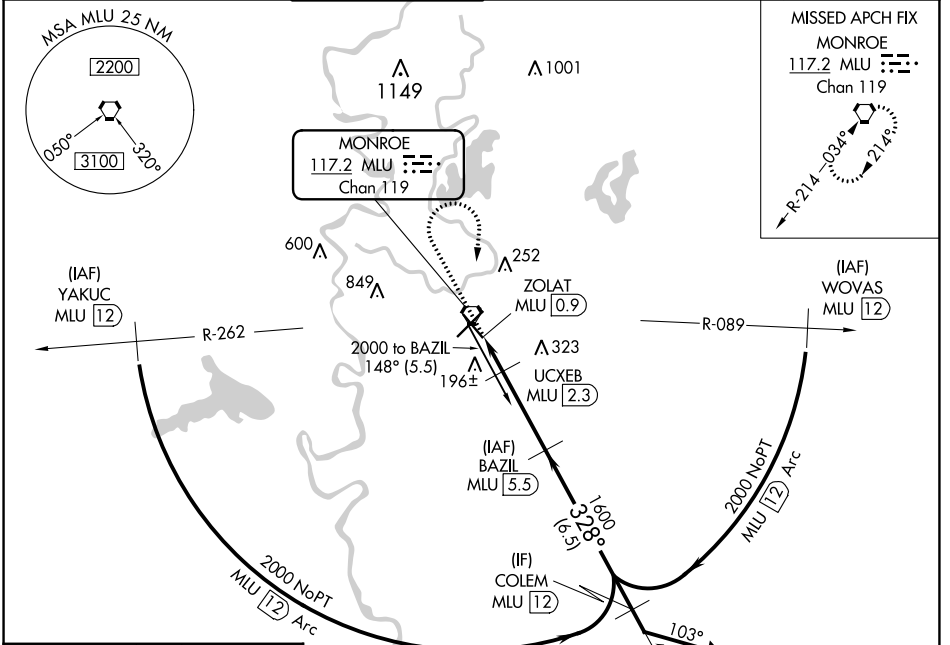 MSA MLU 25 NM
2200
050°
320°
3100
1149
1001
MISSED APCH FIX
MONROE
117.2 MLU
Chan 119
R-214
034°
214°
MONROE
117.2 MLU
Chan 119
600
849
252
(IAF)
YAKUC
MLU 12
R-262
ZOLAT
MLU 0.9
(IAF)
WOVAS
MLU 12
R-089
2000 to BAZIL
148° (5.5)
196±
323
UCXEB
MLU 2.3
(IAF)
BAZIL
MLU 5.5
1600
328°
(6.5)
2000 NoPT
MLU 12 Arc
(IF)
COLEM
MLU 12
2000 NoPT
MLU 12 Arc
103°